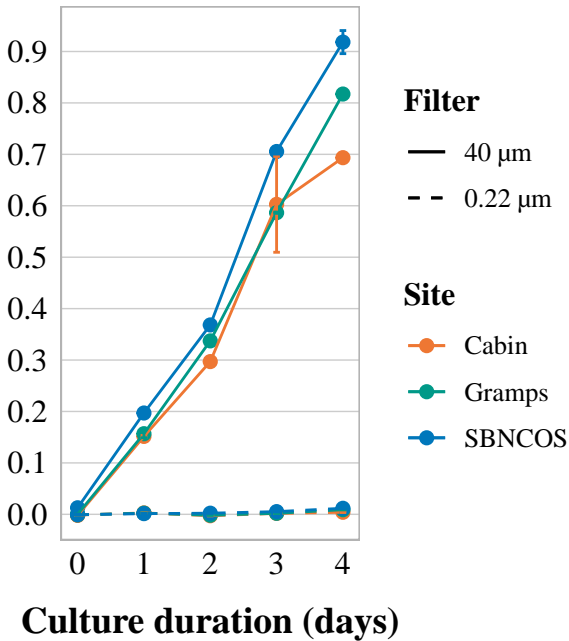 0.9
0.8
0.7
0.6
0.5
0.4
0.3
0.2
0.1
0.0
0 1 2 3 4
Culture duration (days)
Filter
40 µm
0.22 µm
Site
Cabin
Gramps
SBNCOS